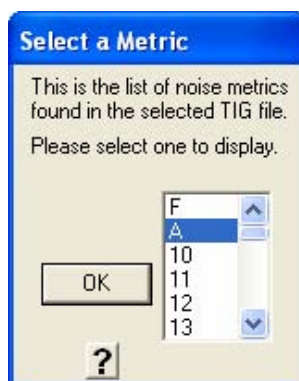 Select a Metric
This is the list of noise metrics
found in the selected TIG file.
Please select one to display.
F
A
10
11
12
13
OK
?